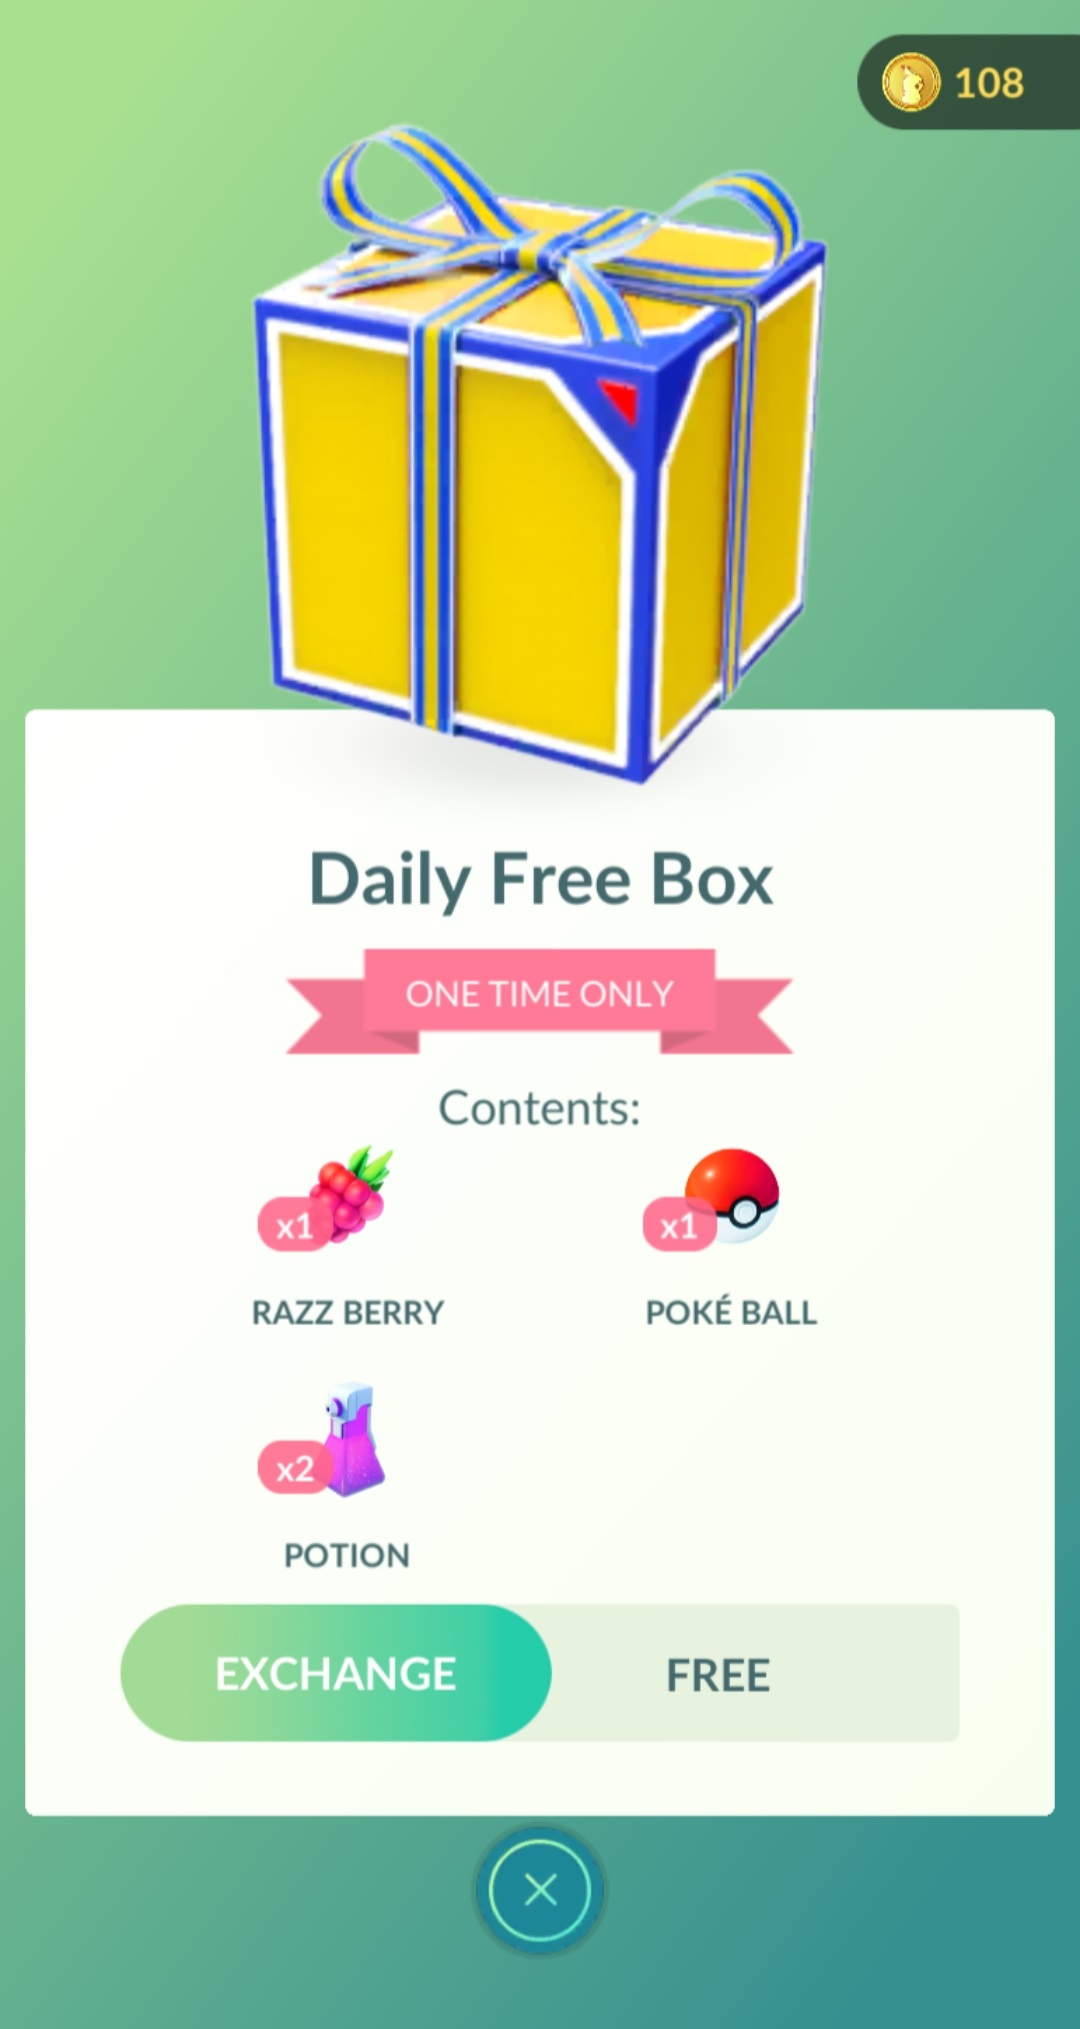 108
Daily Free Box
ONE TIME ONLY
Contents:
x1
x1
RAZZ BERRY
POKÉ BALL
x2
POTION
EXCHANGE
FREE